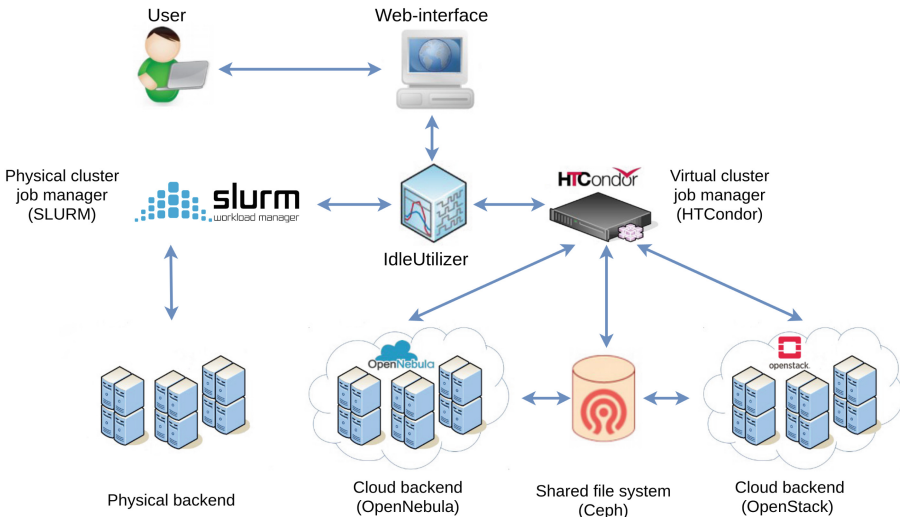 User
Web-interface
Physical cluster
job manager
(SLURM)
slurm
workload manager
HTCondor
Virtual cluster
job manager
(HTCondor)
IdleUtilizer
OpenNebula
openstack.
Physical backend
Cloud backend
(OpenNebula)
Shared file system
(Ceph)
Cloud backend
(OpenStack)